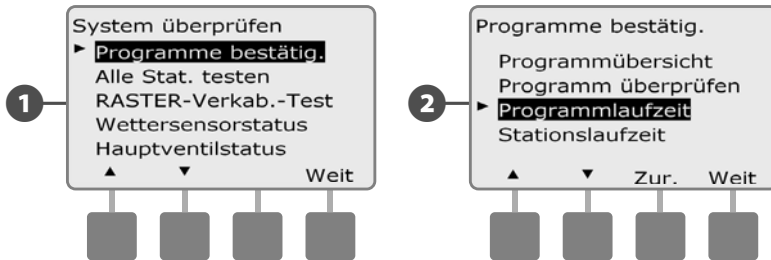 System überprüfen
Programme bestätig.
Alle Stat. testen
RASTER-Verkab.-Test
Wettersensorstatus
Hauptventilstatus
Weit
1
Programme bestätig.
Programmübersicht
Programm überprüfen
Programmlaufzeit
Stationslaufzeit
Zur. Weit
2